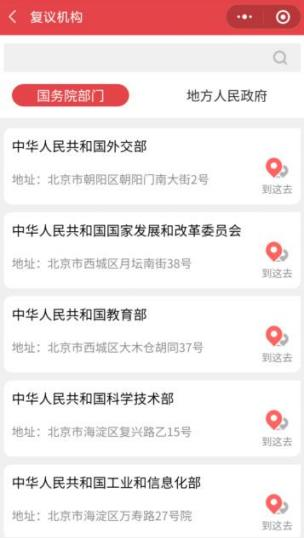 复议机构
国务院部门
地方人民政府
中华人民共和国外交部
地址：北京市朝阳区朝阳门南大街2号
到这去
中华人民共和国国家发展和改革委员会
地址：北京市西城区月坛南街38号
到这去
中华人民共和国教育部
地址：北京市西城区大木仓胡同37号
到这去
中华人民共和国科学技术部
地址：北京市海淀区复兴路乙15号
到这去
中华人民共和国工业和信息化部
地址：北京市海淀区万寿路27号院
到这去